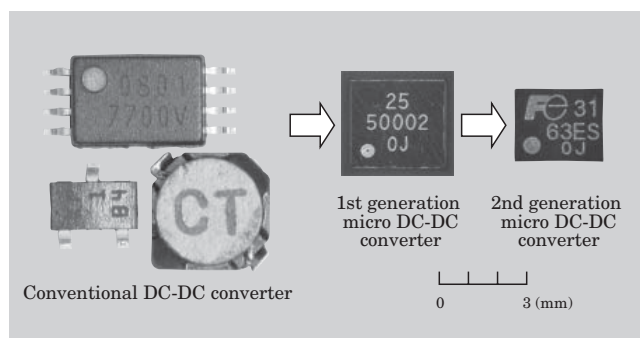 0S01
7700V
CT
Conventional DC-DC converter
25
50002
0J
1st generation
micro DC-DC
converter
31
63ES
0J
2nd generation
micro DC-DC
converter
0 3 (mm)